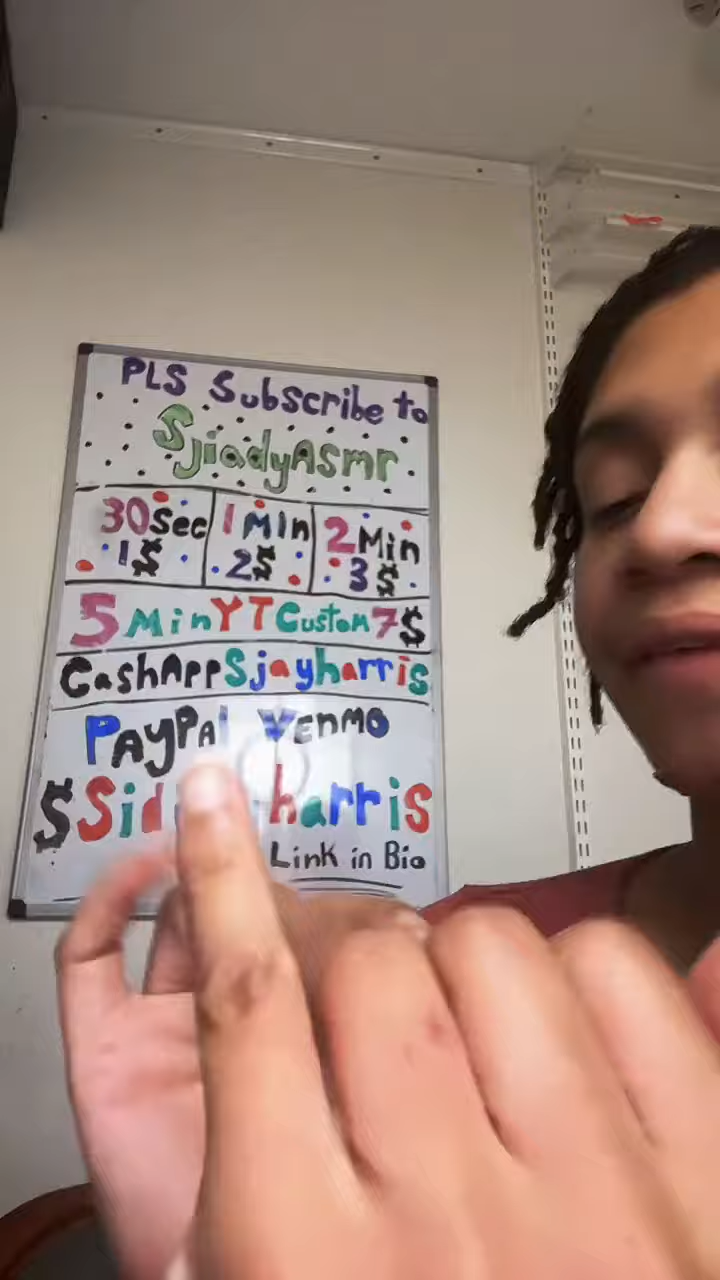 PLS Subscribe to
SjiadyAsmr
30Sec 1$
1Min 2$
2Min 3$
5 Min YT Custom 7$
CashApp Sjayharris
PayPal Venmo
harris
Link in Bio